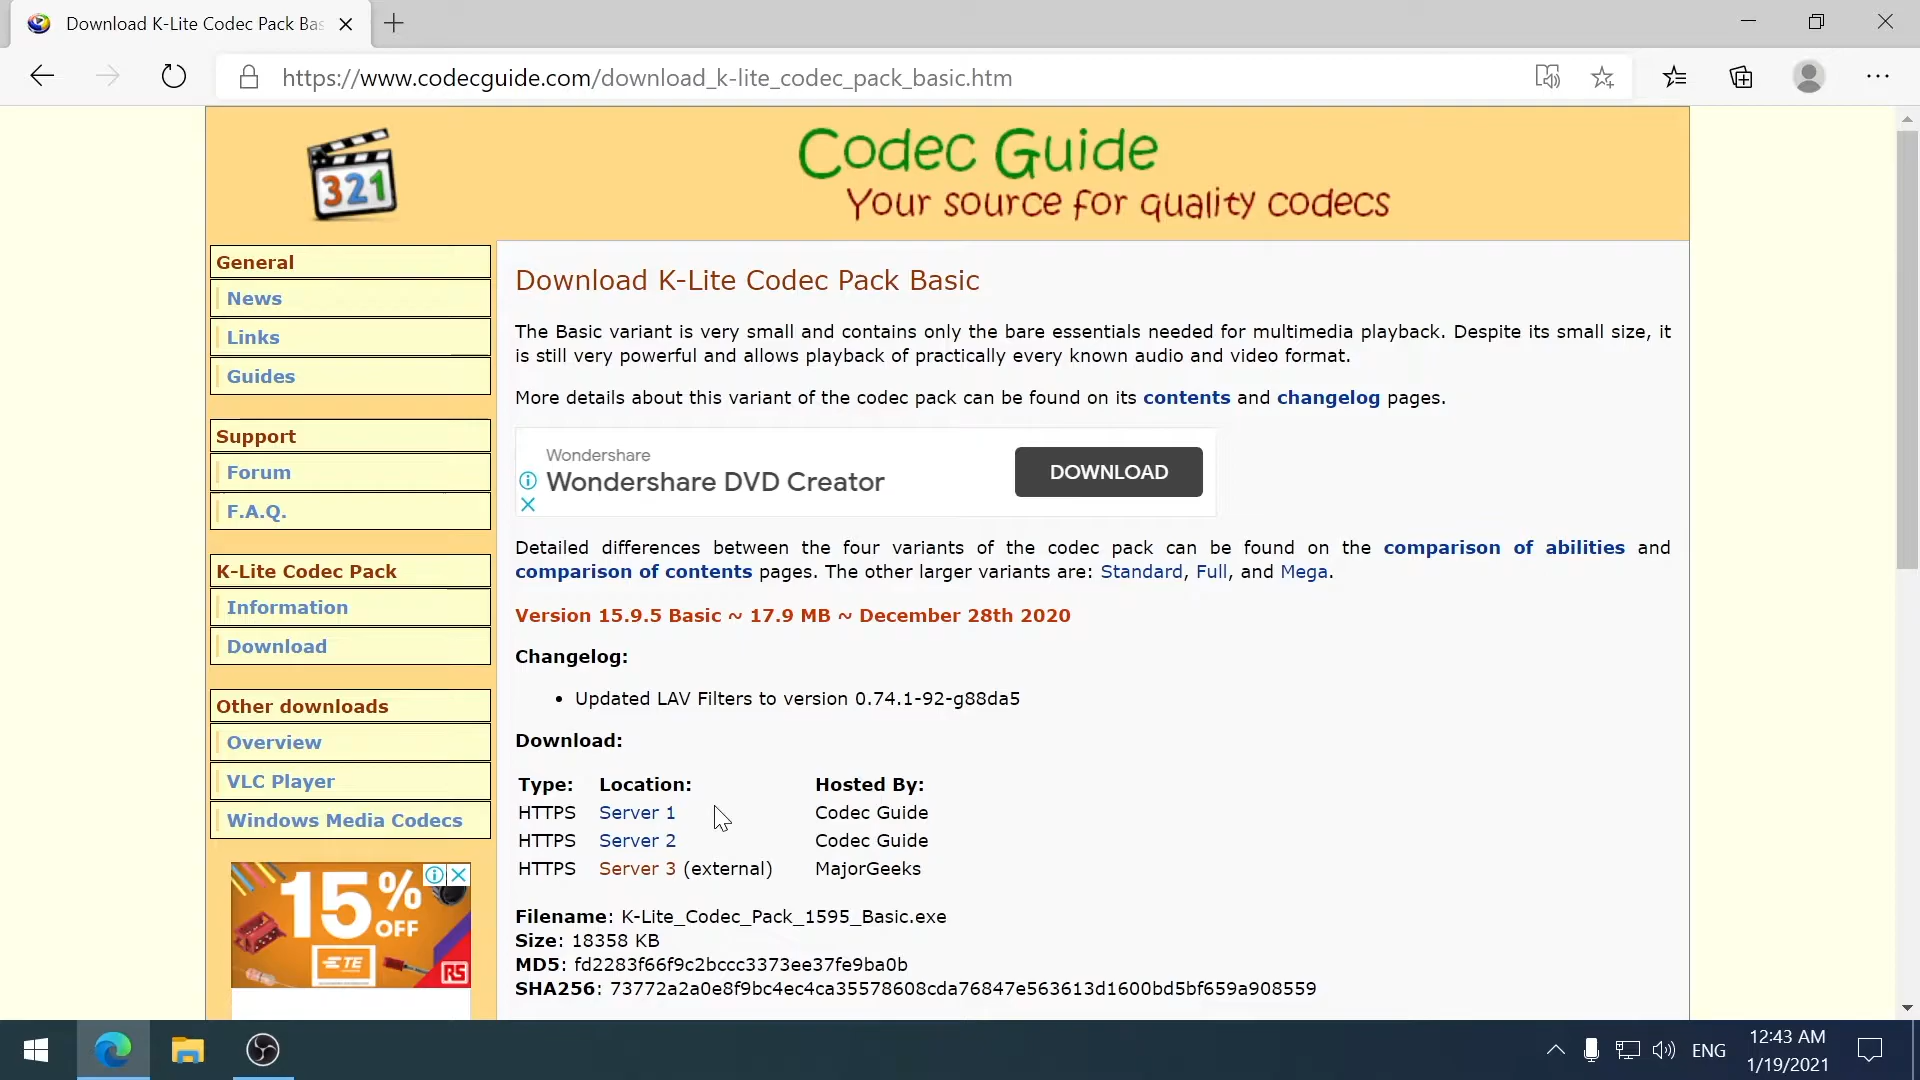 Download K-Lite Codec Pack Bas
https://www.codecguide.com/download_k-lite_codec_pack_basic.htm
321
Codec Guide
Your source for quality codecs
General
News
Links
Guides
Support
Forum
F.A.Q.
K-Lite Codec Pack
Information
Download
Other downloads
Overview
VLC Player
Windows Media Codecs
15% OFF
TE
RS
Download K-Lite Codec Pack Basic
The Basic variant is very small and contains only the bare essentials needed for multimedia playback. Despite its small size, it
is still very powerful and allows playback of practically every known audio and video format.
More details about this variant of the codec pack can be found on its contents and changelog pages.
Wondershare
Wondershare DVD Creator
DOWNLOAD
Detailed differences between the four variants of the codec pack can be found on the comparison of abilities and
comparison of contents pages. The other larger variants are: Standard, Full, and Mega.
Version 15.9.5 Basic ~ 17.9 MB ~ December 28th 2020
Changelog:
• Updated LAV Filters to version 0.74.1-92-g88da5
Download:
Type: Location: Hosted By:
HTTPS Server 1 Codec Guide
HTTPS Server 2 Codec Guide
HTTPS Server 3 (external) MajorGeeks
Filename: K-Lite_Codec_Pack_1595_Basic.exe
Size: 18358 KB
MD5: fd2283f66f9c2bccc3373ee37fe9ba0b
SHA256: 73772a2a0e8f9bc4ec4ca35578608cda76847e563613d1600bd5bf659a908559
ENG
12:43 AM
1/19/2021